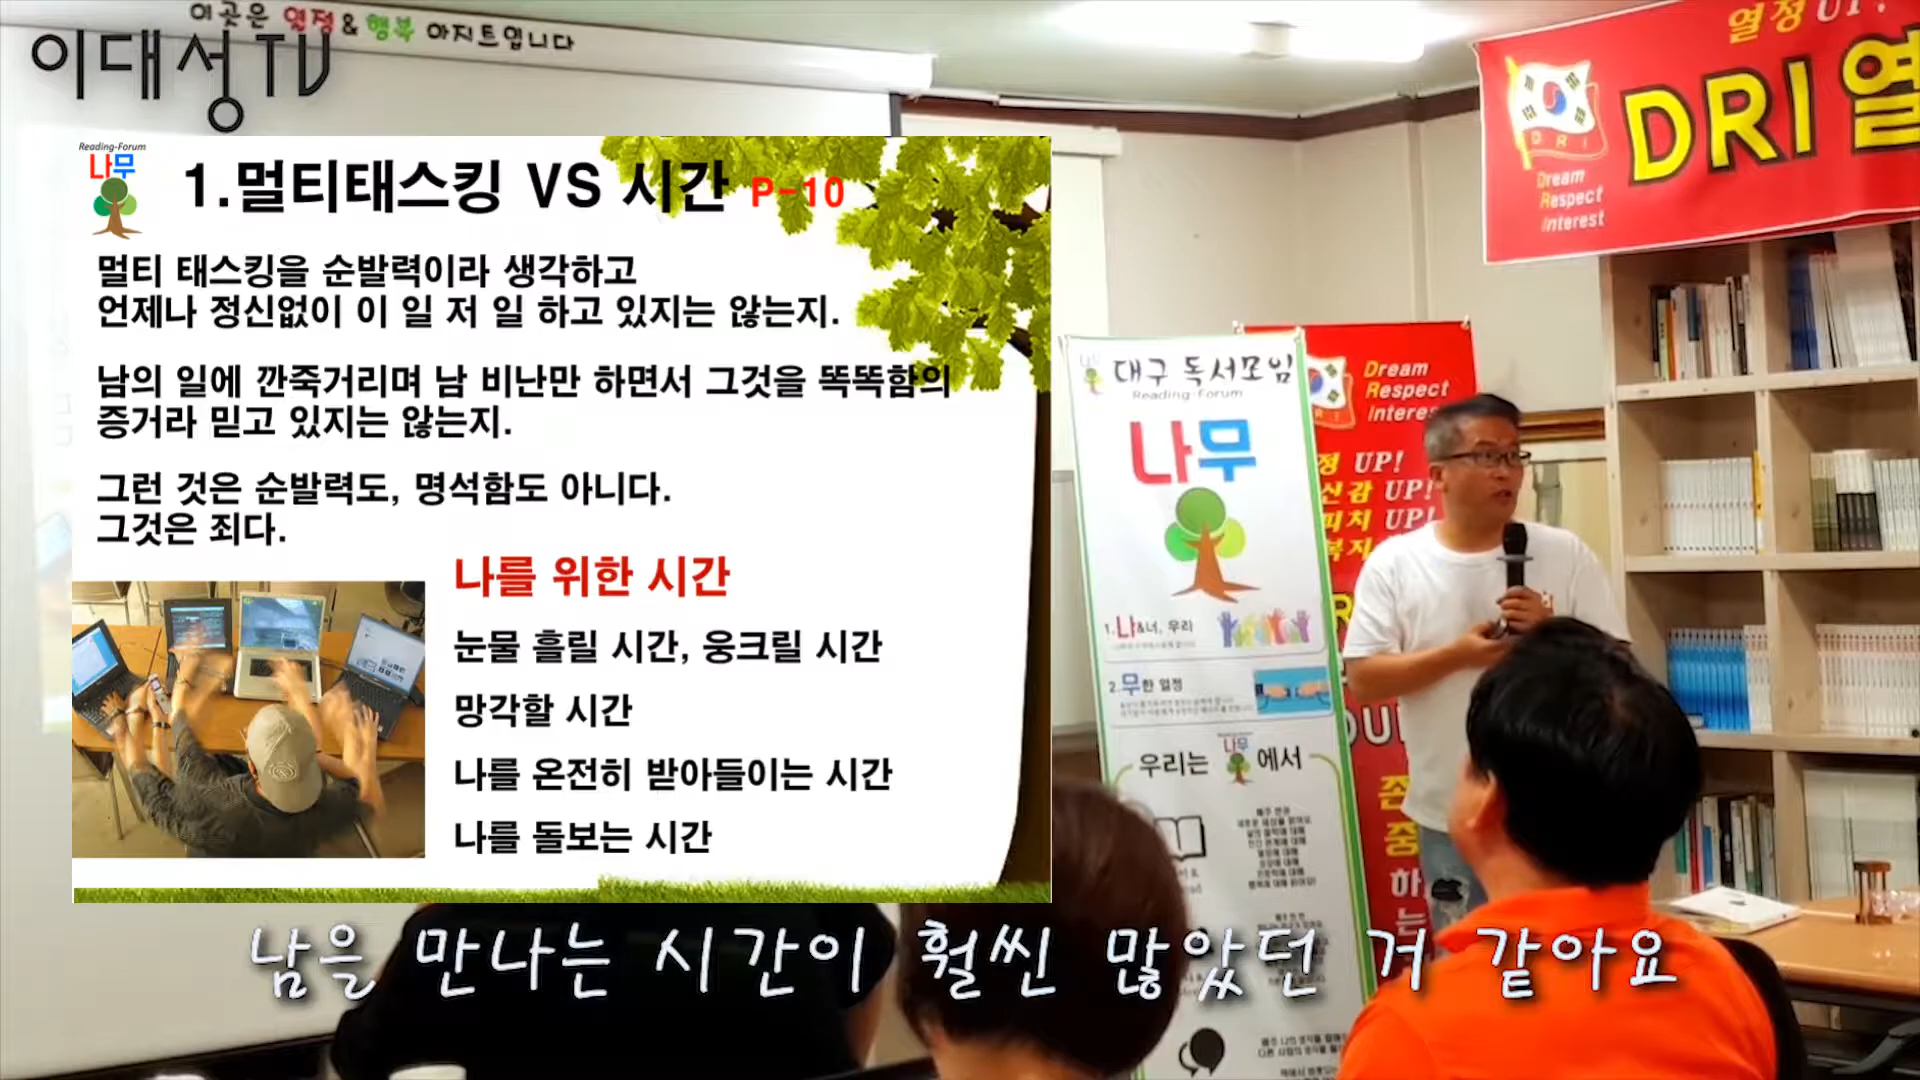 이곳은 열정 & 행복 아지트입니다
이대성TV
Reading-Forum
나무
1.멀티태스킹 VS 시간 P-10
멀티 태스킹을 순발력이라 생각하고
언제나 정신없이 이 일 저 일 하고 있지는 않는지.
남의 일에 깐죽거리며 남 비난만 하면서 그것을 똑똑함의
증거라 믿고 있지는 않는지.
그런 것은 순발력도, 명석함도 아니다.
그것은 죄다.
나를 위한 시간
눈물 흘릴 시간, 웅크릴 시간
망각할 시간
나를 온전히 받아들이는 시간
나를 돌보는 시간
열정 UP!
DRI 열
DRI
Dream
Respect
Interest
대구 독서모임
Reading-Forum
나무
1.나&너, 우리
2.무한 열정
우리는 나무 에서
Dream
Respect
Interes
정 UP!
신감 UP!
피치 UP!
복지
존
중
하
는
남을 만나는 시간이 훨씬 많았던 거 같아요